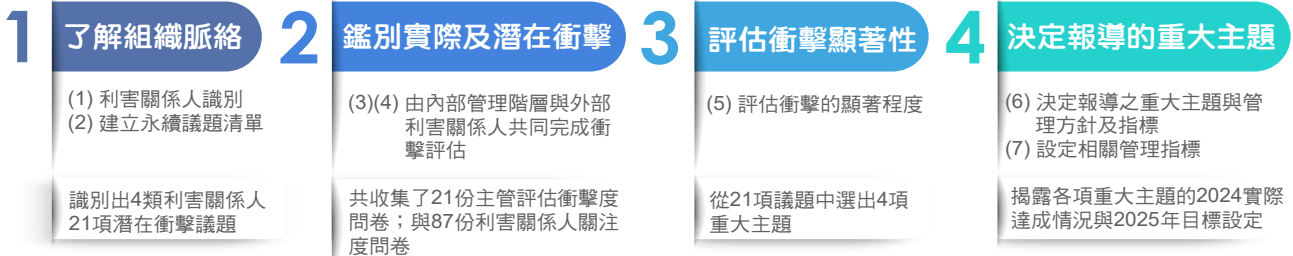 1 了解組織脈絡
(1) 利害關係人識別
(2) 建立永續議題清單
識別出4類利害關係人
21項潛在衝擊議題
2 鑑別實際及潛在衝擊
(3)(4) 由內部管理階層與外部
利害關係人共同完成衝
擊評估
共收集了21份主管評估衝擊度
問卷；與87份利害關係人關注
度問卷
3 評估衝擊顯著性
(5) 評估衝擊的顯著程度
從21項議題中選出4項
重大主題
4 決定報導的重大主題
(6) 決定報導之重大主題與管
理方針及指標
(7) 設定相關管理指標
揭露各項重大主題的2024實際
達成情況與2025年目標設定